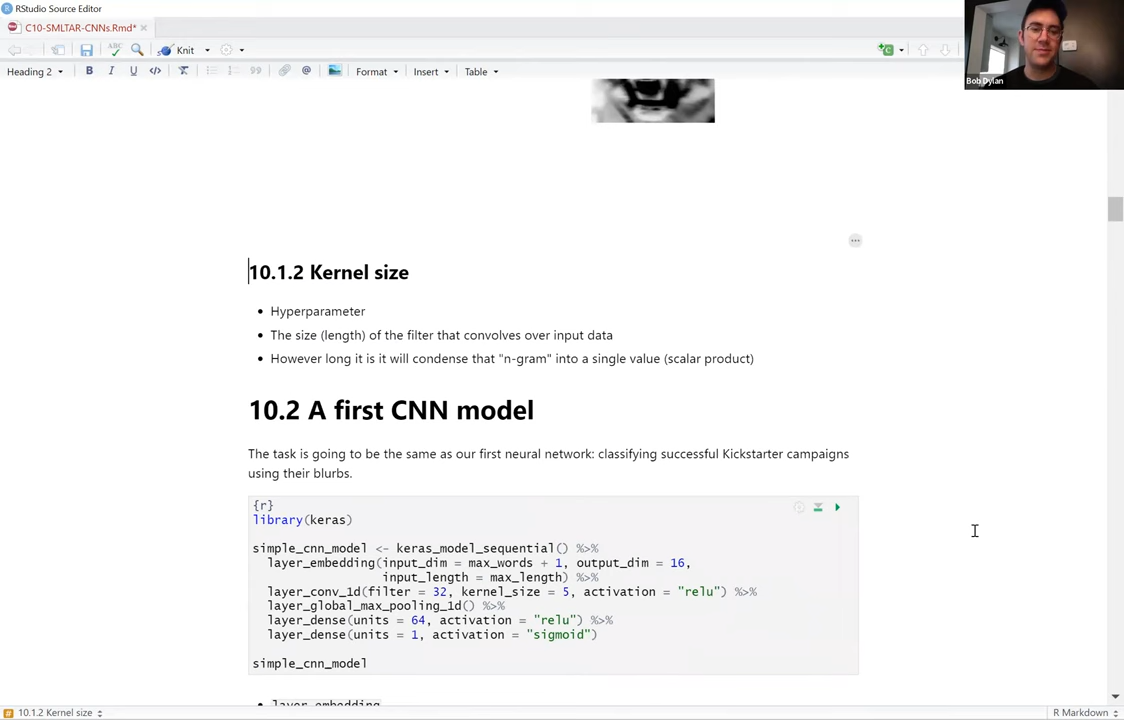 RStudio Source Editor
C10-SMLTAR-CNNs.Rmd*
ABC Knit
Heading 2 B I U Format Insert Table
Bob Dylan
10.1.2 Kernel size
Hyperparameter
The size (length) of the filter that convolves over input data
However long it is it will condense that "n-gram" into a single value (scalar product)
10.2 A first CNN model
The task is going to be the same as our first neural network: classifying successful Kickstarter campaigns
using their blurbs.
{r}
library(keras)
simple_cnn_model <- keras_model_sequential() %>%
layer_embedding(input_dim = max_words + 1, output_dim = 16,
input_length = max_length) %>%
layer_conv_1d(filter = 32, kernel_size = 5, activation = "relu") %>%
layer_global_max_pooling_1d() %>%
layer_dense(units = 64, activation = "relu") %>%
layer_dense(units = 1, activation = "sigmoid")
simple_cnn_model
layer_embedding
# 10.1.2 Kernel size
R Markdown